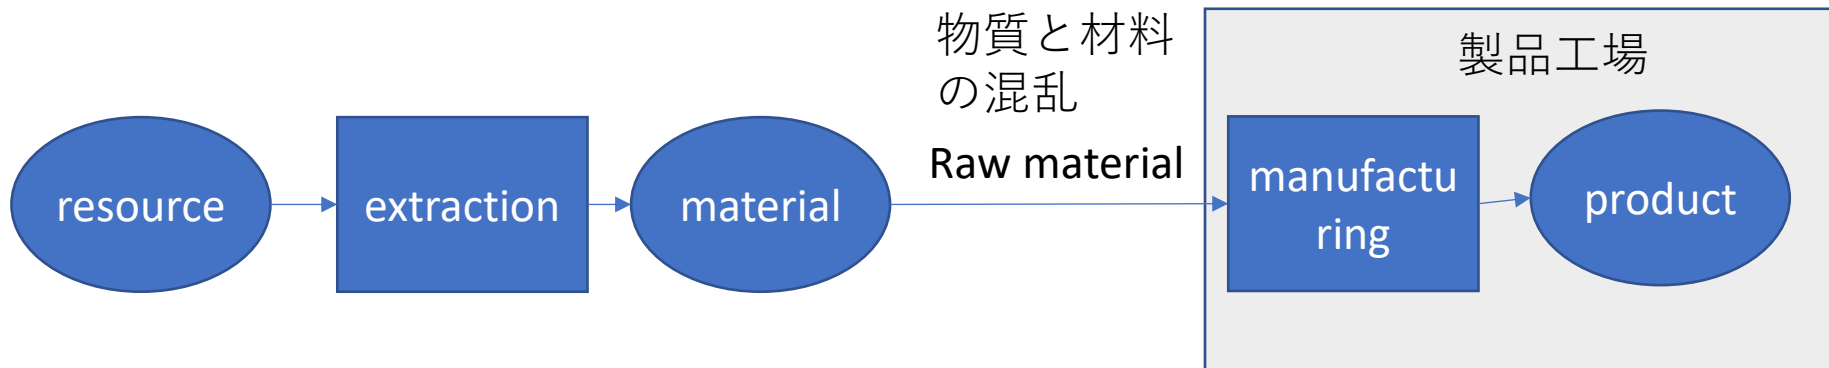 物質と材料
の混乱
製品工場
Raw material
resource
extraction
material
manufactu
ring
product